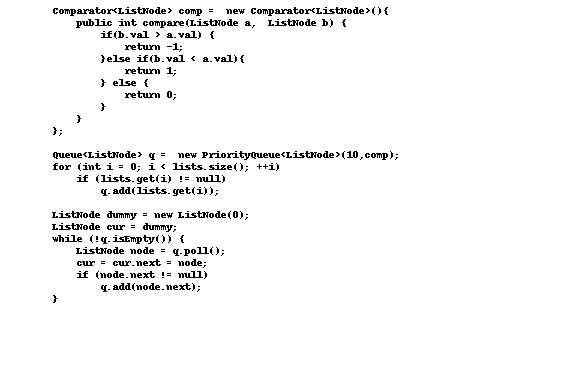 Comparator<ListNode> comp =  new Comparator<ListNode>(){
    public int compare(ListNode a,  ListNode b) {
        if(b.val > a.val) {
            return -1;
        }else if(b.val < a.val){
            return 1;
        } else {
            return 0;
        }
    }
};

Queue<ListNode> q =  new PriorityQueue<ListNode>(10,comp);
for (int i = 0; i < lists.size(); ++i)
    if (lists.get(i) != null)
        q.add(lists.get(i));

ListNode dummy = new ListNode(0);
ListNode cur = dummy;
while (!q.isEmpty()) {
    ListNode node = q.poll();
    cur = cur.next = node;
    if (node.next != null)
        q.add(node.next);
}